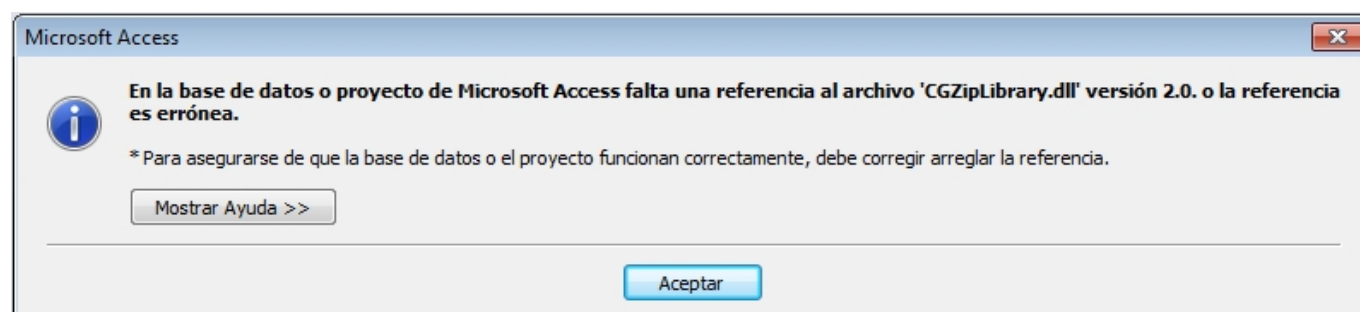 Microsoft Access
En la base de datos o proyecto de Microsoft Access falta una referencia al archivo 'CGZipLibrary.dll' versión 2.0. o la referencia
es errónea.
* Para asegurarse de que la base de datos o el proyecto funcionan correctamente, debe corregir arreglar la referencia.
Mostrar Ayuda >>
Aceptar